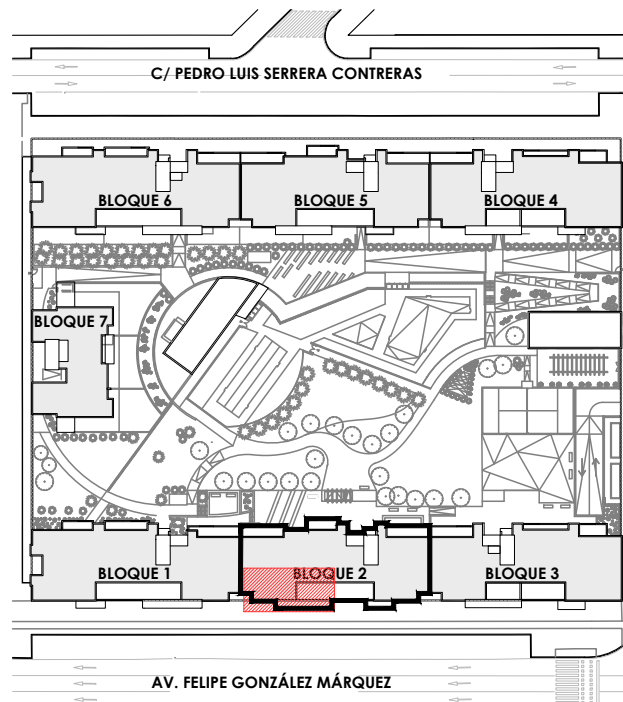 C/ PEDRO LUIS SERRERA CONTRERAS
BLOQUE 6
BLOQUE 5
BLOQUE 4
BLOQUE 7
BLOQUE 1
BLOQUE 2
BLOQUE 3
AV. FELIPE GONZÁLEZ MÁRQUEZ